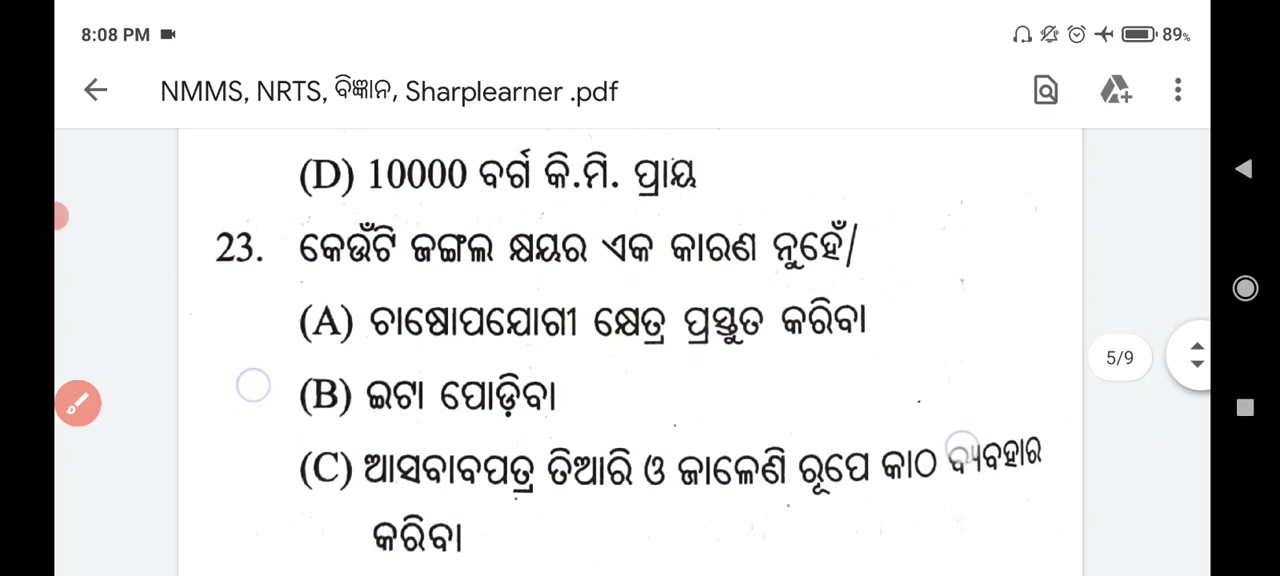 8:08 PM
89%
NMMS, NRTS, ବିଜ୍ଞାନ, Sharplearner .pdf
(D) 10000 ବର୍ଗ କି.ମି. ପ୍ରାୟ
23. କେଉଁଟି ଜଙ୍ଗଲ କ୍ଷୟର ଏକ କାରଣ ନୁହେଁ/
(A) ଚାଷୋପଯୋଗୀ କ୍ଷେତ୍ର ପ୍ରସ୍ତୁତ କରିବା
5/9
(B) ଇଟା ପୋଡ଼ିବା
(C) ଆସବାବପତ୍ର ତିଆରି ଓ ଜାଳେଣି ରୂପେ କାଠ ବ୍ୟବହାର
କରିବା